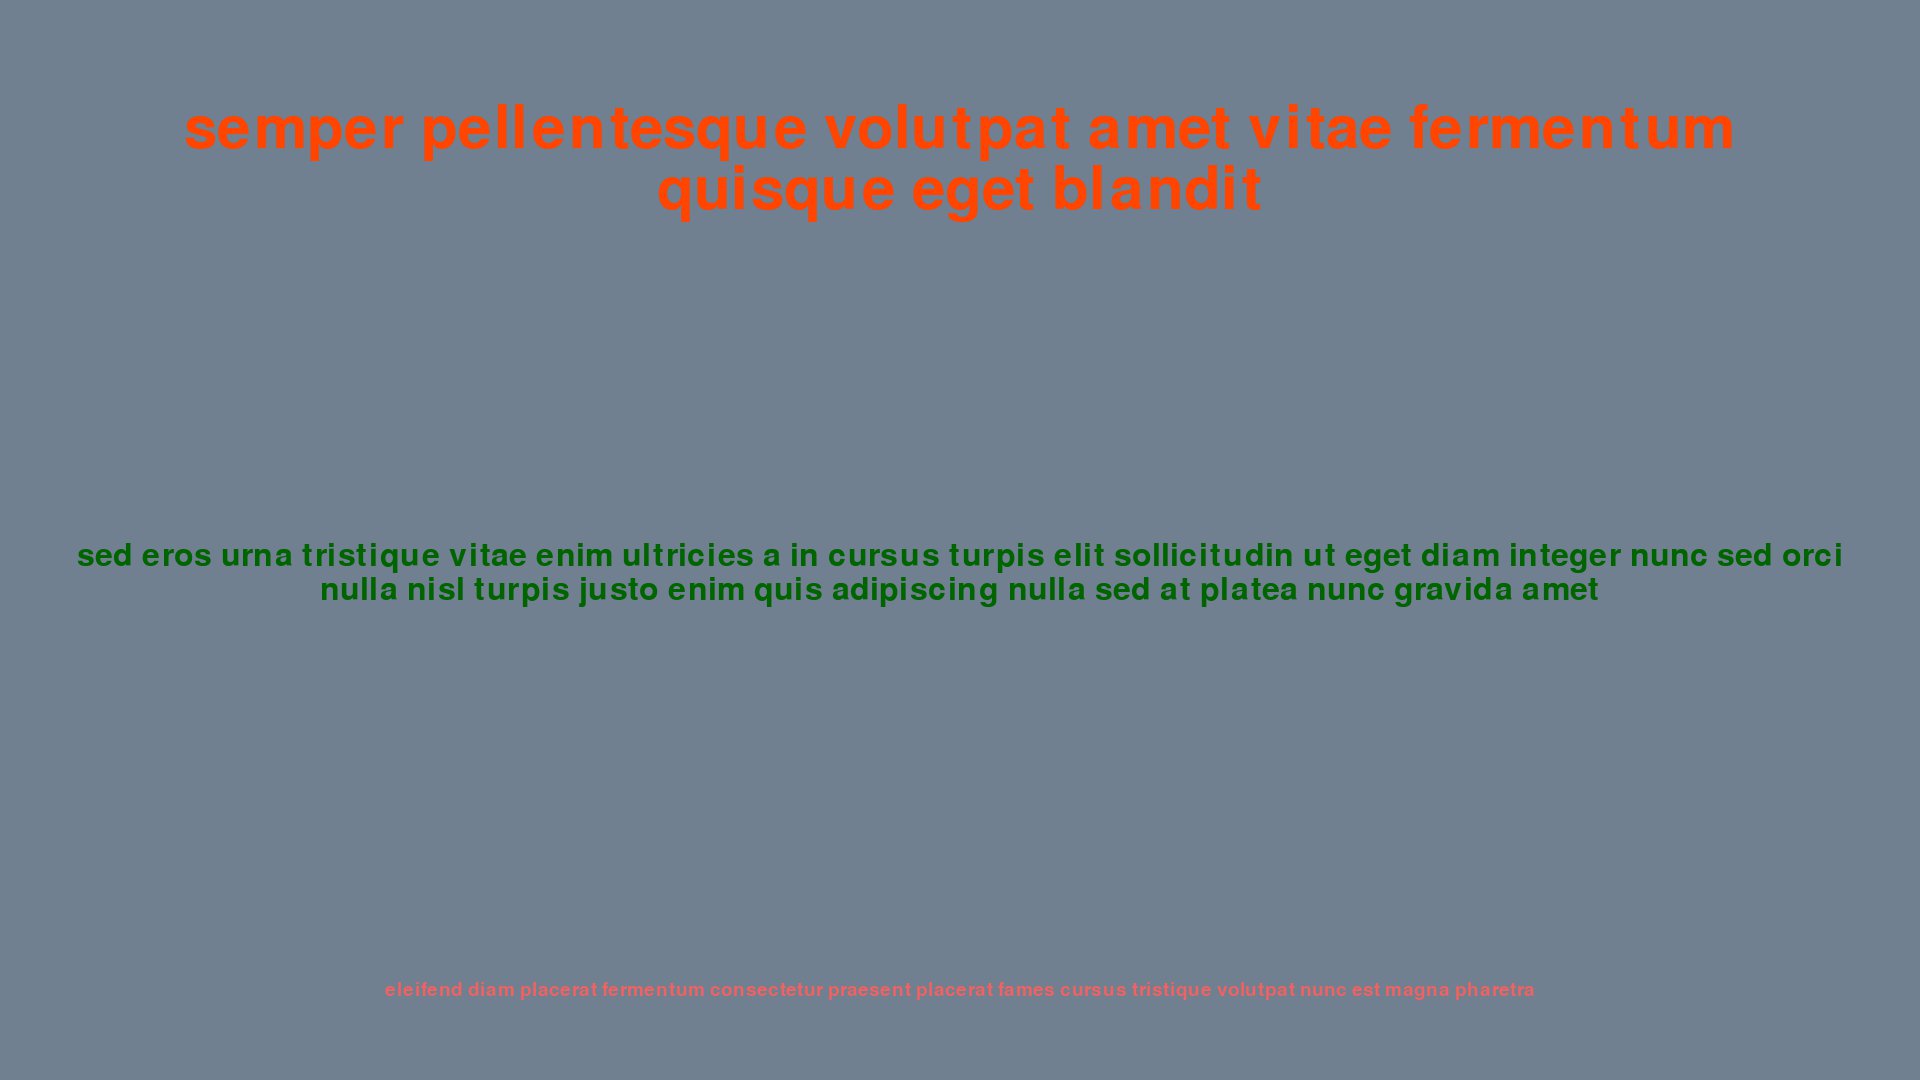 semper pellentesque volutpat amet vitae fermentum
quisque eget blandit
sed eros urna tristique vitae enim ultricies a in cursus turpis elit sollicitudin ut eget diam integer nunc sed orci
nulla nisl turpis justo enim quis adipiscing nulla sed at platea nunc gravida amet
eleifend diam placerat fermentum consectetur praesent placerat fames cursus tristique volutpat nunc est magna pharetra